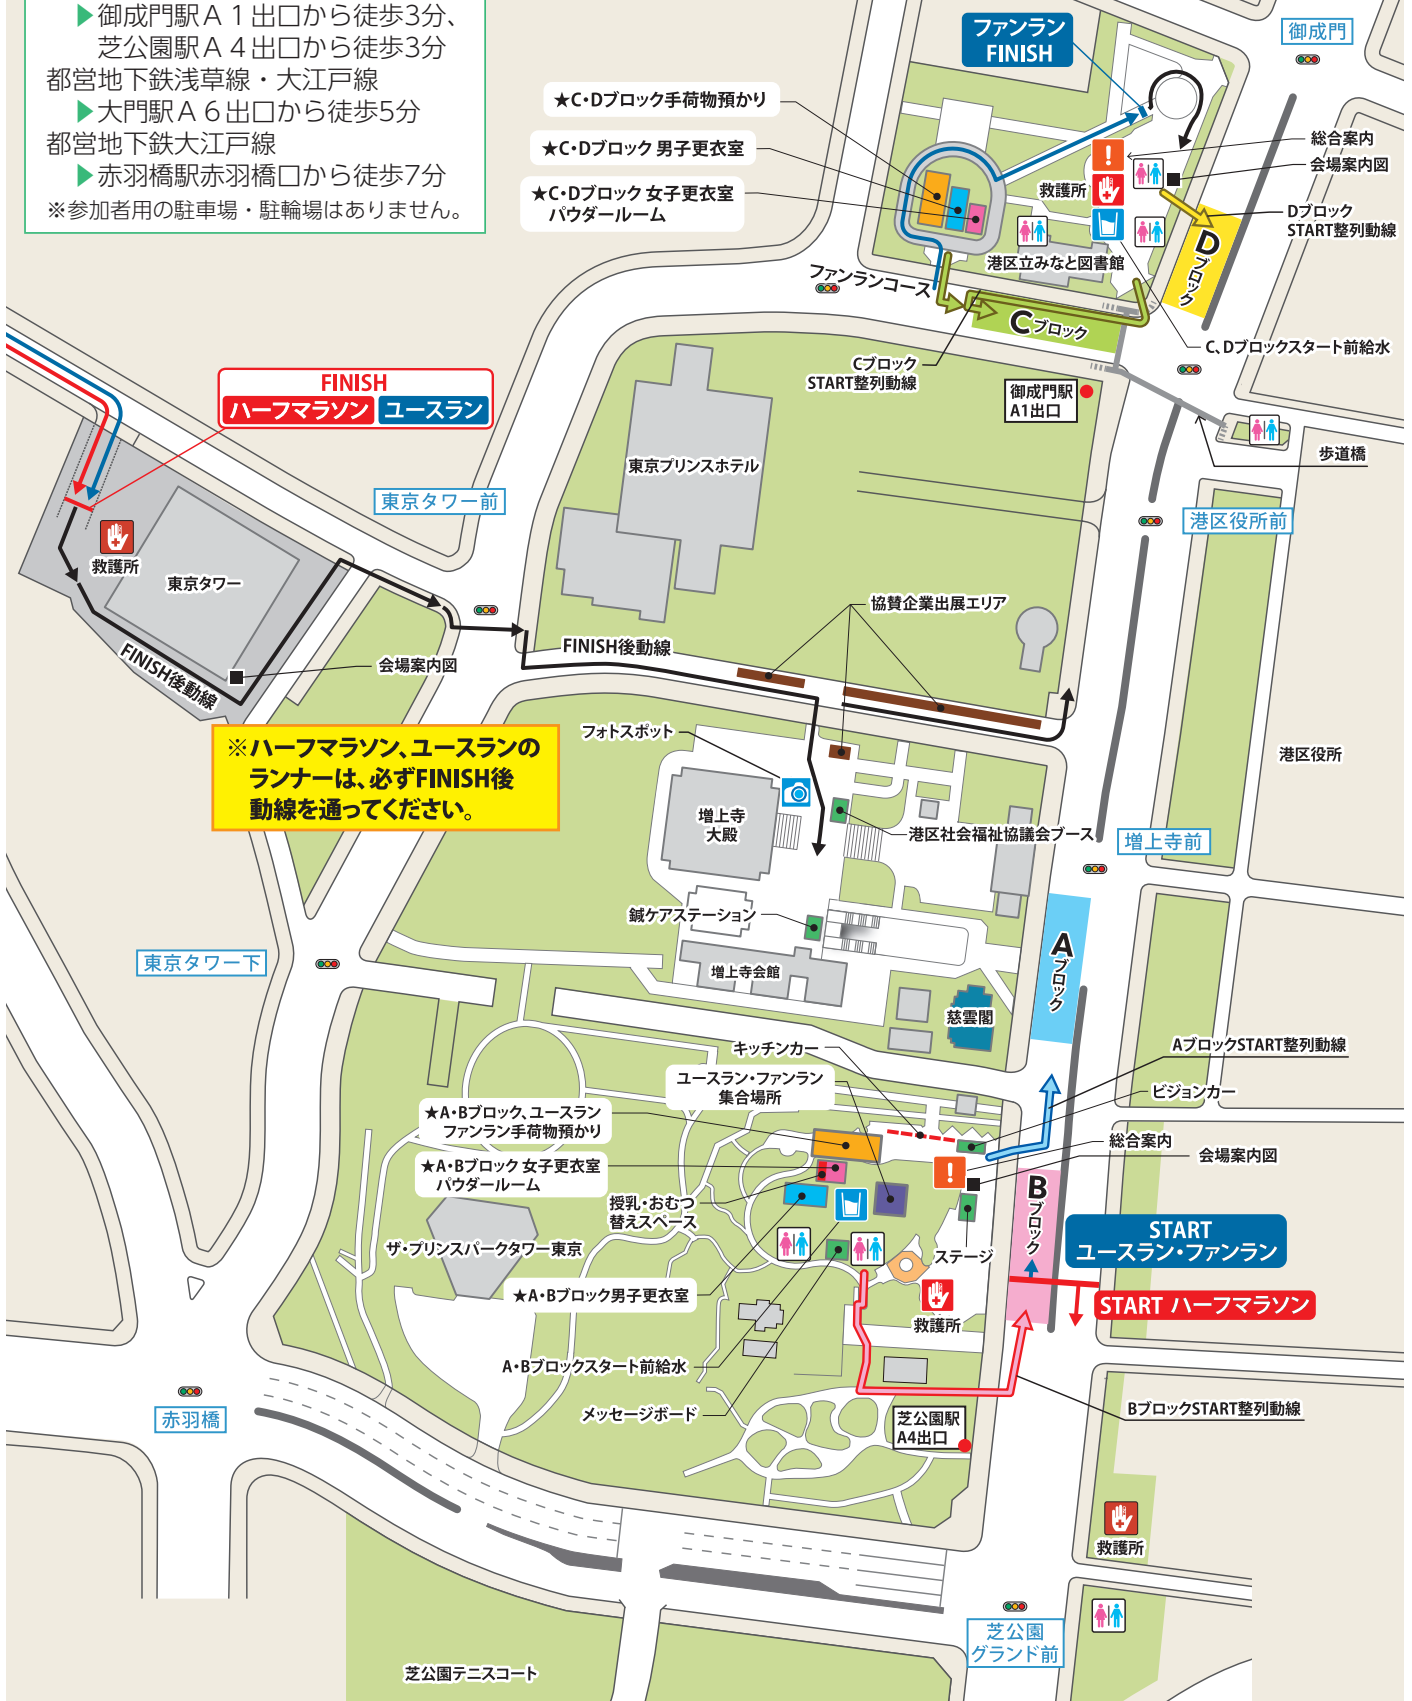 ▶御成門駅A1出口から徒歩3分、
芝公園駅A4出口から徒歩3分
都営地下鉄浅草線・大江戸線
▶大門駅A6出口から徒歩5分
都営地下鉄大江戸線
▶赤羽橋駅赤羽橋口から徒歩7分
※参加者用の駐車場・駐輪場はありません。
ファンラン
FINISH
御成門
★C・Dブロック手荷物預かり
★C・Dブロック 男子更衣室
★C・Dブロック 女子更衣室
パウダールーム
総合案内
会場案内図
救護所
Dブロック
START整列動線
Dブロック
港区立みなと図書館
ファンランコース
Cブロック
C、Dブロックスタート前給水
Cブロック
START整列動線
御成門駅
A1出口
歩道橋
FINISH
ハーフマラソン ユースラン
東京プリンスホテル
東京タワー前
港区役所前
救護所
東京タワー
協賛企業出展エリア
FINISH後動線
FINISH後動線
会場案内図
※ハーフマラソン、ユースランの
ランナーは、必ずFINISH後
動線を通ってください。
フォトスポット
港区役所
増上寺
大殿
港区社会福祉協議会ブース
増上寺前
鍼ケアステーション
Aブロック
東京タワー下
増上寺会館
慈雲閣
キッチンカー
AブロックSTART整列動線
ユースラン・ファンラン
集合場所
ビジョンカー
★A・Bブロック、ユースラン
ファンラン手荷物預かり
総合案内
会場案内図
★A・Bブロック 女子更衣室
パウダールーム
Bブロック
授乳・おむつ
替えスペース
START
ユースラン・ファンラン
ザ・プリンスパークタワー東京
ステージ
★A・Bブロック男子更衣室
START ハーフマラソン
救護所
A・Bブロックスタート前給水
メッセージボード
BブロックSTART整列動線
赤羽橋
芝公園駅
A4出口
救護所
芝公園
グランド前
芝公園テニスコート